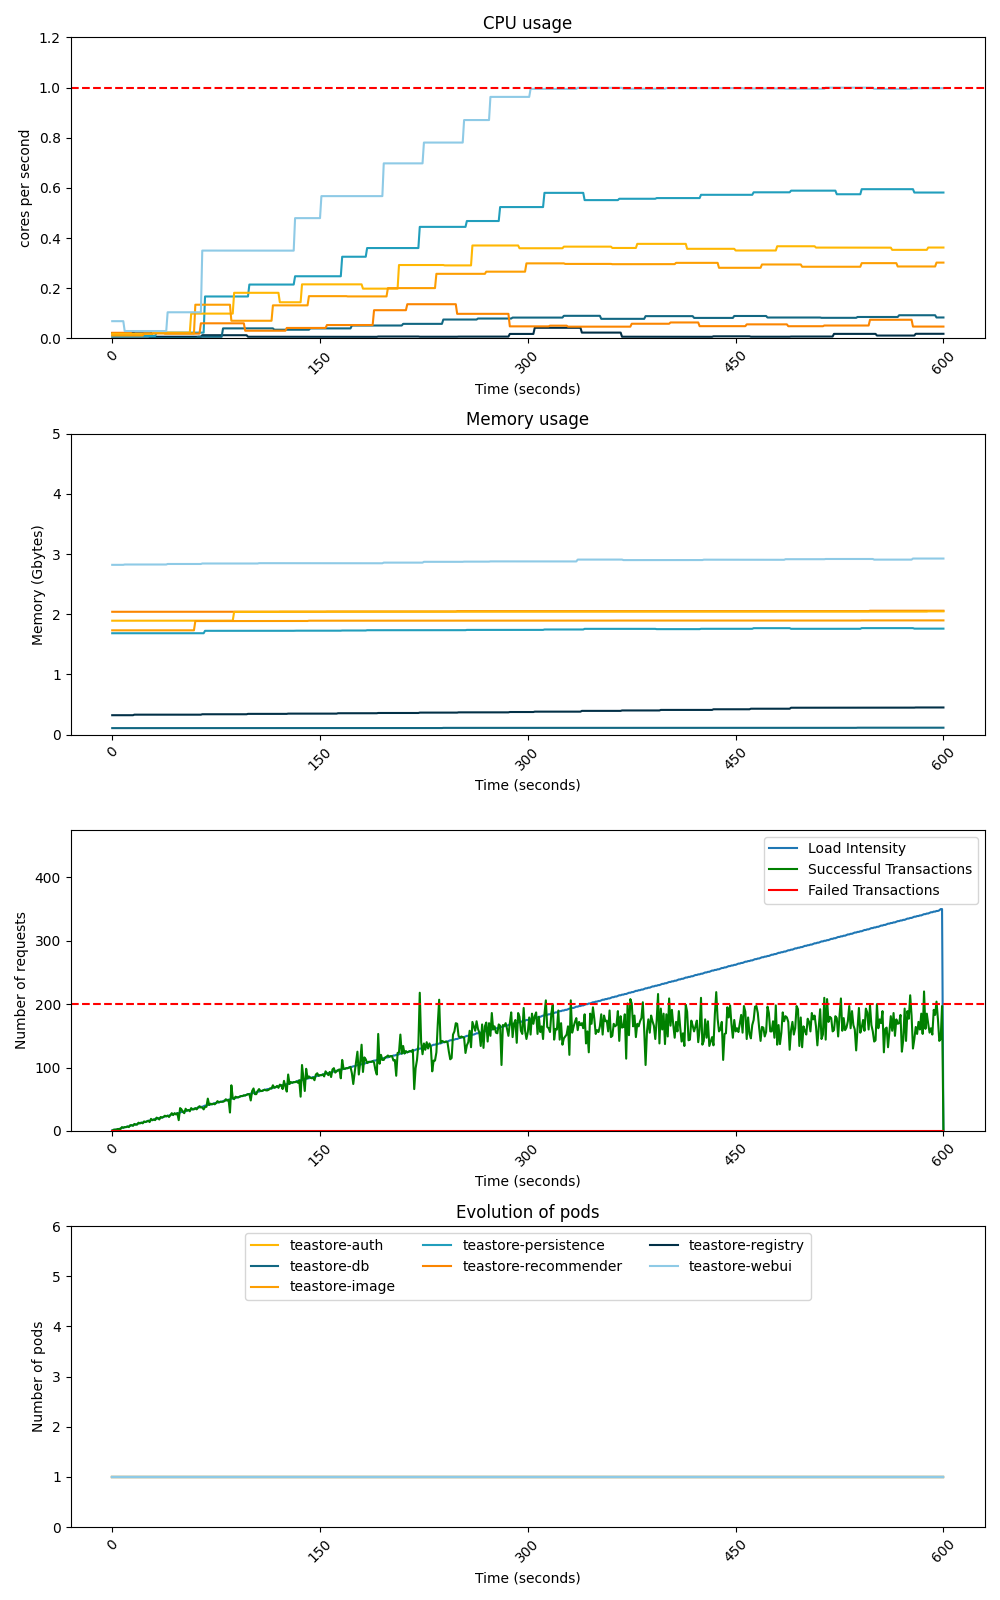 CPU usage
1.2
1.0
0.8
0.6
0.4
0.2
0.0
cores per second
0 150 300 450 600
Time (seconds)
Memory usage
5
4
3
2
1
0
Memory (Gbytes)
0 150 300 450 600
Time (seconds)
Load Intensity
Successful Transactions
Failed Transactions
400
300
200
100
0
Number of requests
0 150 300 450 600
Time (seconds)
Evolution of pods
teastore-auth teastore-persistence teastore-registry
teastore-db teastore-recommender teastore-webui
teastore-image
6
5
4
3
2
1
0
Number of pods
0 150 300 450 600
Time (seconds)